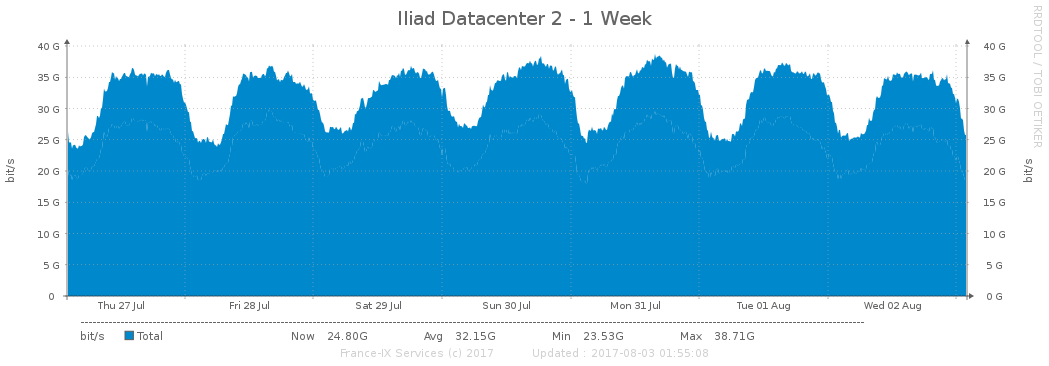 Iliad Datacenter 2 - 1 Week
RRDTOOL / TOBI OETIKER
40 G 40 G
35 G 35 G
30 G 30 G
25 G 25 G
20 G 20 G
15 G 15 G
10 G 10 G
5 G 5 G
0 0 G
bit/s bit/s
Thu 27 Jul Fri 28 Jul Sat 29 Jul Sun 30 Jul Mon 31 Jul Tue 01 Aug Wed 02 Aug
bit/s Total Now 24.80G Avg 32.15G Min 23.53G Max 38.71G
France-IX Services (c) 2017 Updated : 2017-08-03 01:55:08